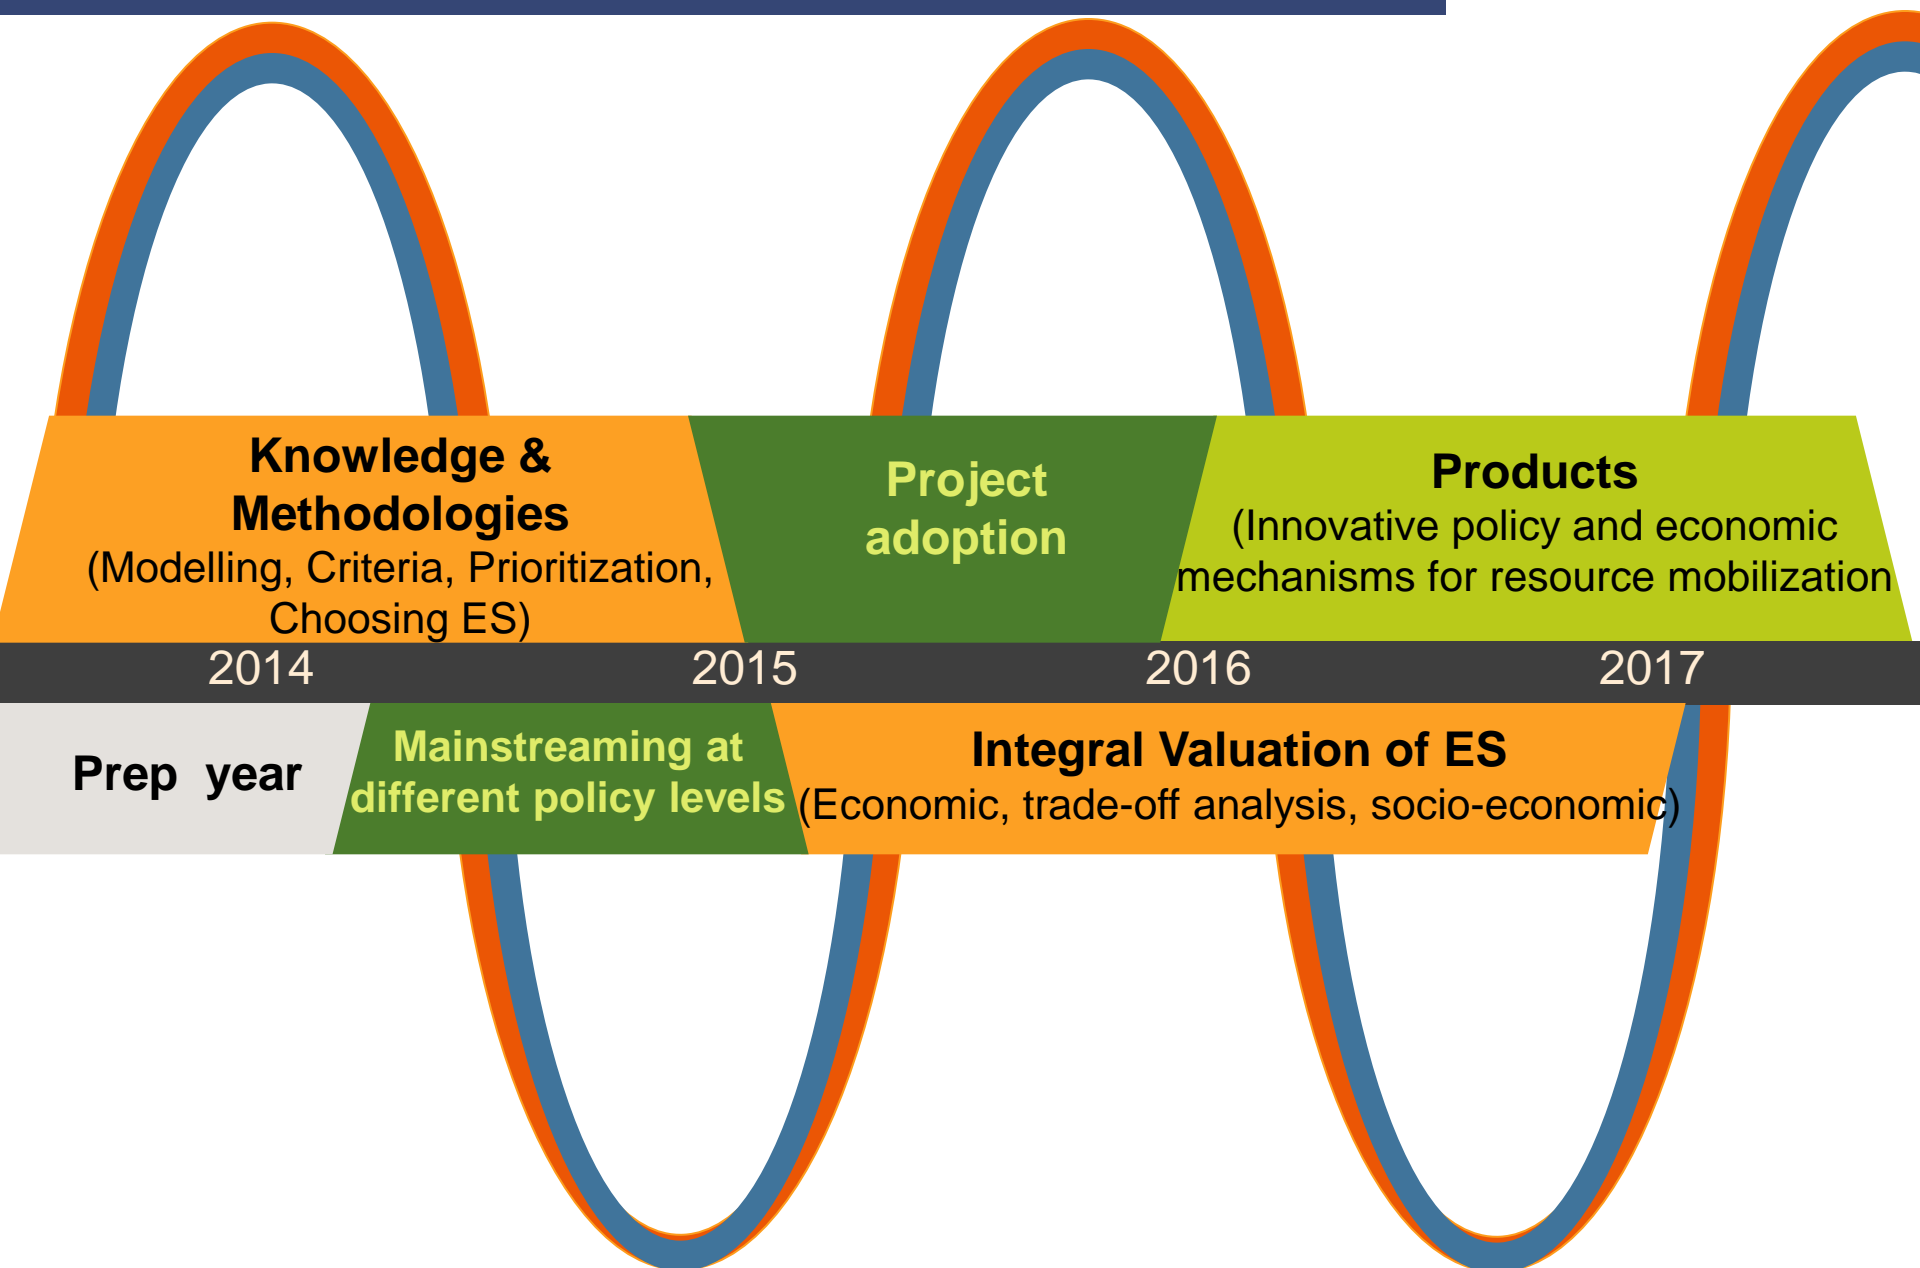 Knowledge &
Methodologies
(Modelling, Criteria, Prioritization,
Choosing ES)
Project
adoption
Products
(Innovative policy and economic
mechanisms for resource mobilization
2014
2015
2016
2017
Prep year
Mainstreaming at
different policy levels
Integral Valuation of ES
(Economic, trade-off analysis, socio-economic)